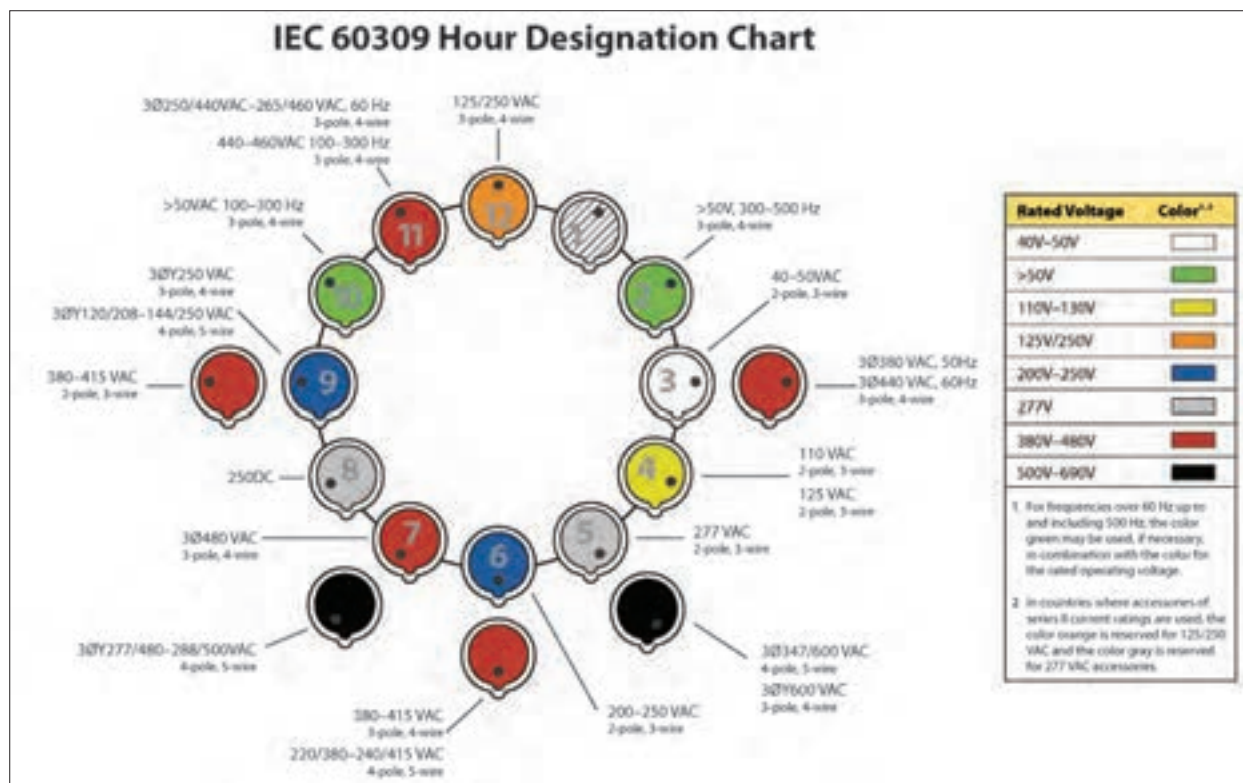 IEC 60309 Hour Designation Chart
3Ø250/440VAC–265/460 VAC, 60 Hz
3-pole, 4-wire
440–460VAC 100–300 Hz
3-pole, 4-wire
125/250 VAC
3-pole, 4-wire
>50VAC 100–300 Hz
3-pole, 4-wire
>50V, 300–500 Hz
3-pole, 4-wire
3ØY250 VAC
3-pole, 4-wire
3ØY120/208–144/250 VAC
4-pole, 5-wire
40–50VAC
2-pole, 3-wire
380–415 VAC
2-pole, 3-wire
3Ø380 VAC, 50Hz
3Ø440 VAC, 60Hz
3-pole, 4-wire
250DC
110 VAC
2-pole, 3-wire
125 VAC
2-pole, 3-wire
3Ø480 VAC
3-pole, 4-wire
277 VAC
2-pole, 3-wire
3ØY277/480–288/500VAC
4-pole, 5-wire
3Ø347/600 VAC
4-pole, 5-wire
3ØY600 VAC
3-pole, 4-wire
380–415 VAC
3-pole, 4-wire
220/380–240/415 VAC
4-pole, 5-wire
200–250 VAC
2-pole, 3-wire
12
1
2
3
4
5
6
7
8
9
10
11
Rated Voltage Color¹·²
40V–50V
>50V
110V–130V
125V/250V
200V–250V
277V
380V–480V
500V–690V
1 For frequencies over 60 Hz up to
and including 500 Hz, the color
green may be used, if necessary,
in combination with the color for
the rated operating voltage.
2 In countries where accessories of
series II current ratings are used, the
color orange is reserved for 125/250
VAC and the color gray is reserved
for 277 VAC accessories.